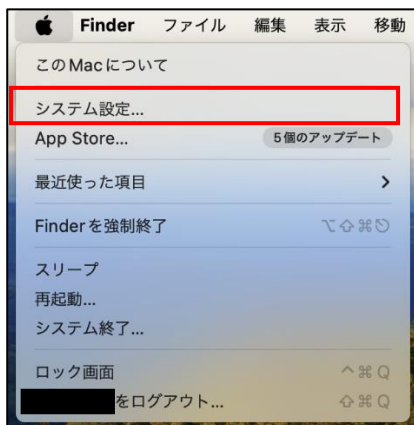 Finder ファイル 編集 表示 移動
このMacについて
システム設定...
App Store... 5個のアップデート
最近使った項目 >
Finderを強制終了 ⌥⇧⌘⎋
スリープ
再起動...
システム終了...
ロック画面 ^⌘Q
をログアウト... ⇧⌘Q